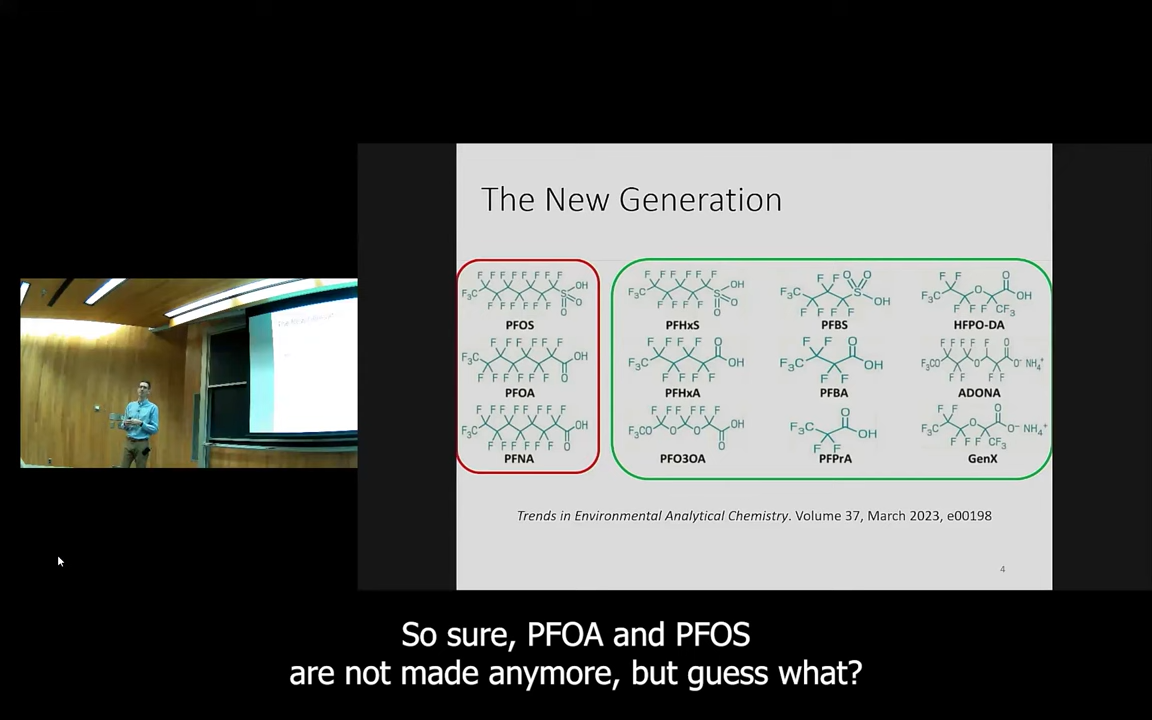 The New Generation
PFOS
PFHxS
PFBS
HFPO-DA
PFOA
PFHxA
PFBA
ADONA
PFNA
PFO3OA
PFPrA
GenX
Trends in Environmental Analytical Chemistry. Volume 37, March 2023, e00198
4
So sure, PFOA and PFOS
are not made anymore, but guess what?